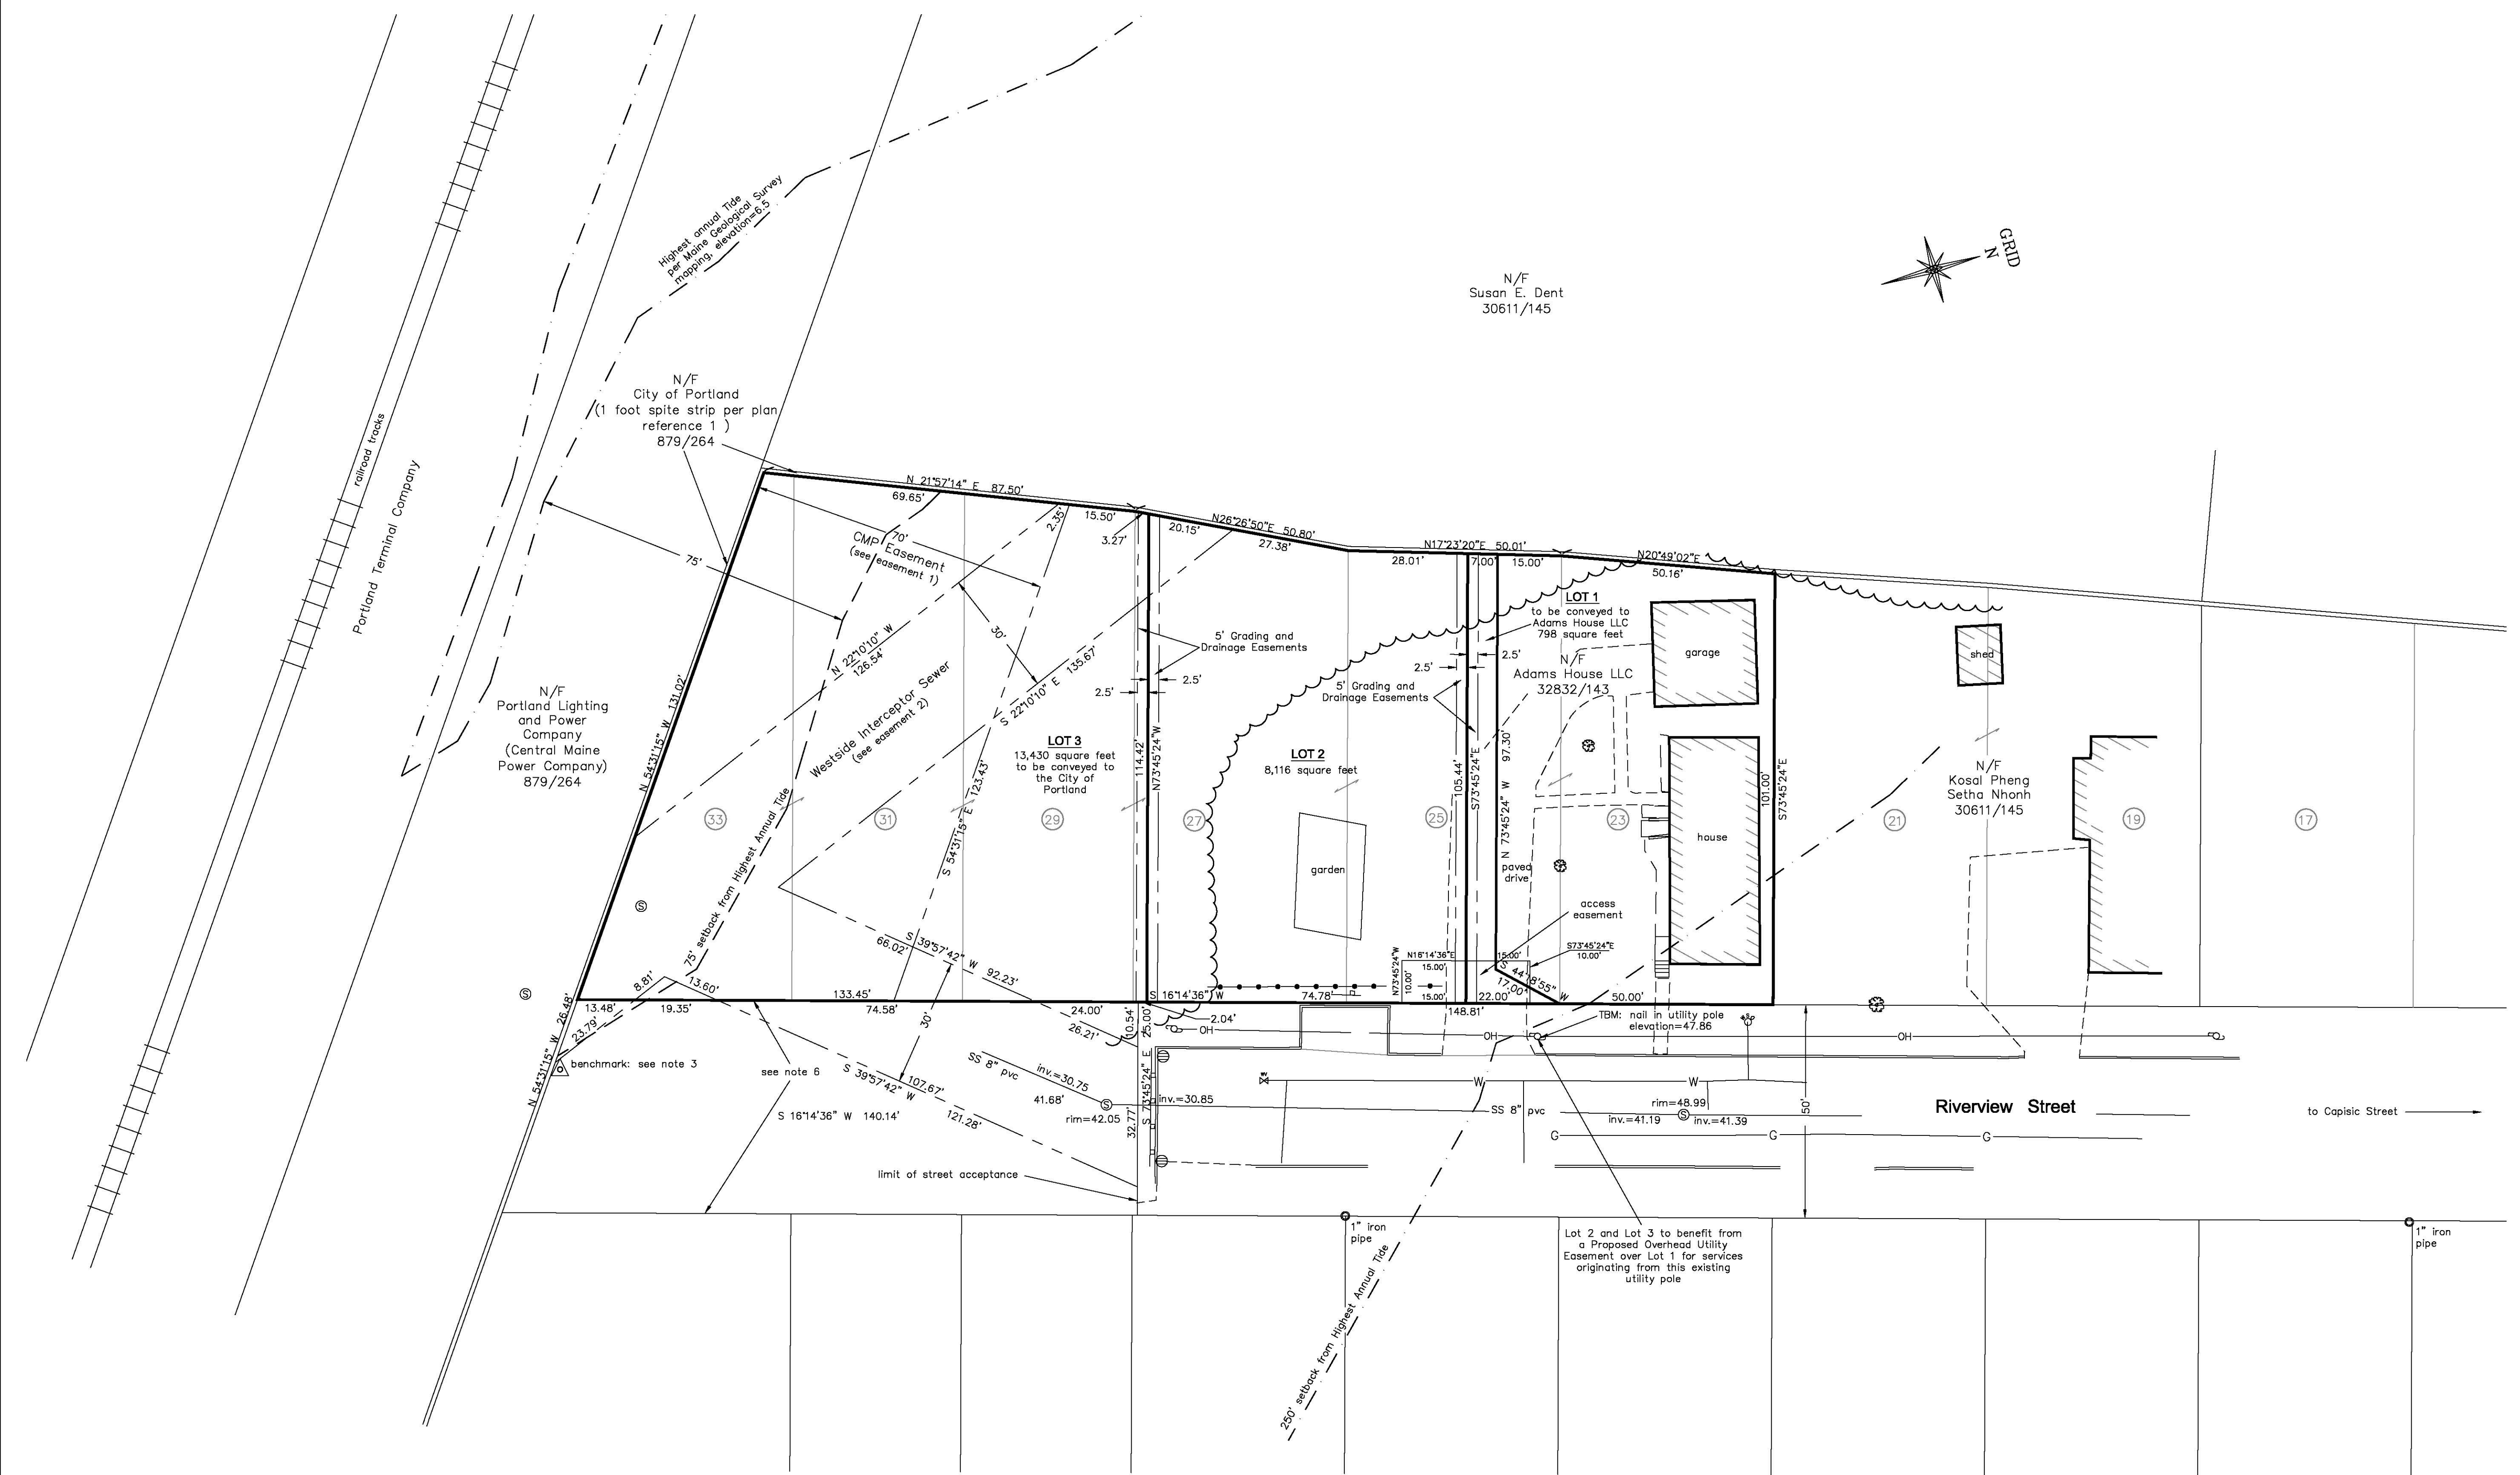 Highest annual Tide
per Maine Geological Survey
mapping, elevation=6.5
GRID
N
N/F
Susan E. Dent
30611/145
N/F
City of Portland
(1 foot spite strip per plan
reference 1 )
879/264
railroad tracks
Portland Terminal Company
75'
N/F
Portland Lighting
and Power
Company
(Central Maine
Power Company)
879/264
N 54°31'15" W 131.02'
N 21°57'14" E 87.50'
69.65'
2.35'
15.50'
3.27'
70'
CMP Easement
(see easement 1)
30'
N 22°10'10" W
126.54'
Westside Interceptor Sewer
(see easement 2)
S 22°10'10" E 135.67'
20.15'
N26°26'50"E 50.80'
27.38'
N17°23'20"E 50.01'
28.01'
7.00'
15.00'
N20°49'02"E
50.16'
5' Grading and
Drainage Easements
2.5'
2.5'
LOT 3
13,430 square feet
to be conveyed to
the City of
Portland
114.42'
N73°45'24"W
S 54°31'15" E 123.43'
LOT 2
8,116 square feet
garden
LOT 1
to be conveyed to
Adams House LLC
798 square feet
2.5'
2.5'
5' Grading and
Drainage Easements
N/F
Adams House LLC
32832/143
105.44'
S73°45'24"E
N 73°45'24" W 97.30'
paved
drive
garage
house
101.00'
S73°45'24"E
shed
N/F
Kosal Pheng
Setha Nhonh
30611/145
33
31
29
27
25
23
21
19
17
75' setback from Highest Annual Tide
S 39°57'42" W 92.23'
66.02'
access
easement
N73°45'24"W
10.00'
N16°14'36"E 15.00'
15.00'
S73°45'24"E
10.00'
S 44°18'55" W
17.00'
8.81'
13.60'
133.45'
S 16°14'36" W
74.78'
15.00'
22.00'
50.00'
13.48'
19.35'
74.58'
24.00'
148.81'
26.48'
23.79'
N 54°31'15" W
30'
10.54'
25.00'
2.04'
26.21'
32.77'
S 73°45'24" E
OH
OH
OH
TBM: nail in utility pole
elevation=47.86
benchmark: see note 3
see note 6
S 39°57'42" W
107.67'
121.28'
SS 8" pvc
inv.=30.75
41.68'
S
rim=42.05
inv.=30.85
W
W
SS 8" pvc
rim=48.99
S
inv.=41.19
inv.=41.39
50'
Riverview Street
to Capisic Street
S 16°14'36" W 140.14'
G
G
G
S
S
limit of street acceptance
1" iron
pipe
1" iron
pipe
250' setback from Highest Annual Tide
Lot 2 and Lot 3 to benefit from
a Proposed Overhead Utility
Easement over Lot 1 for services
originating from this existing
utility pole